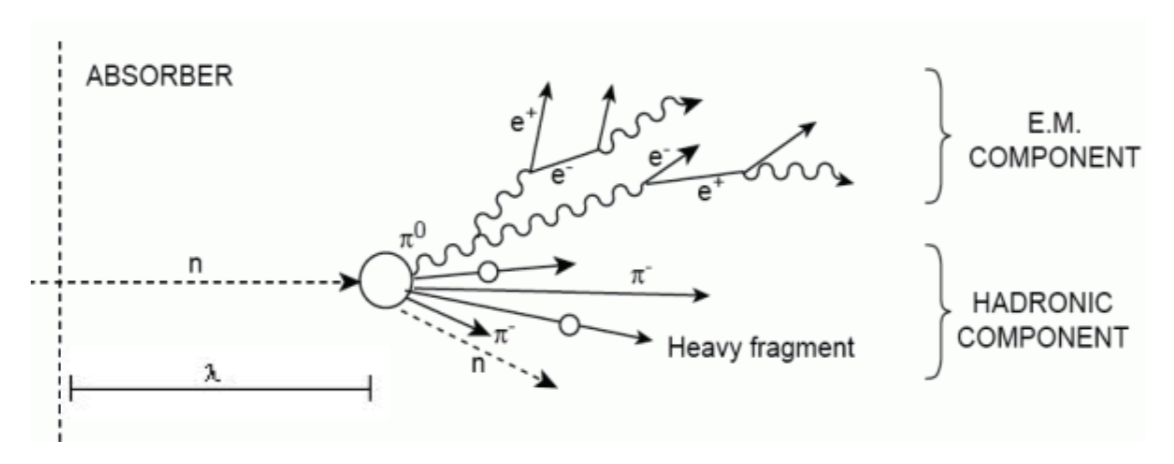 ABSORBER
e+
e-
e-
e+
E.M.
COMPONENT
π0
n
π-
π-
n
HADRONIC
COMPONENT
Heavy fragment
λ